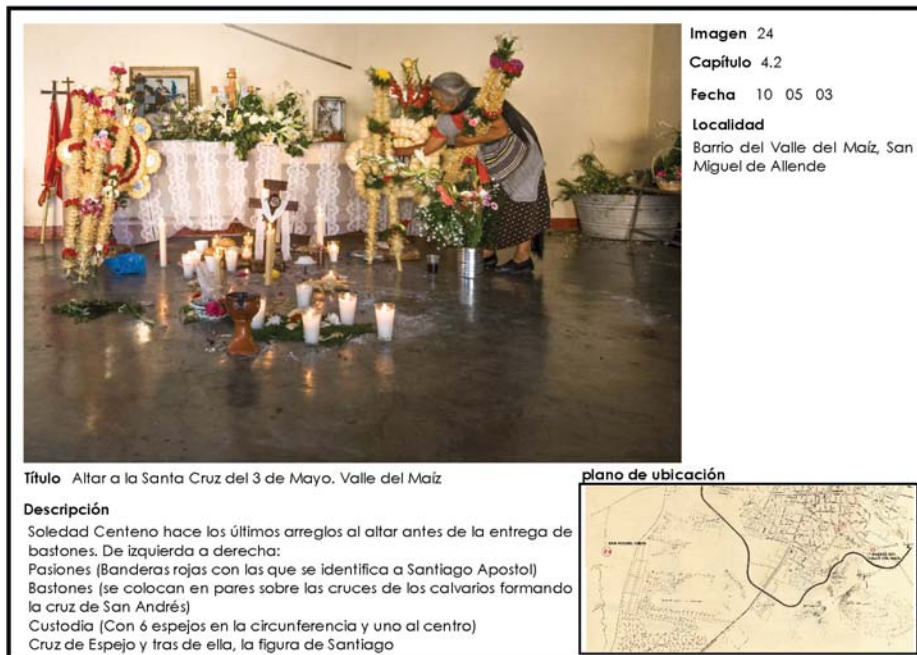 Imagen 24
Capítulo 4.2
Fecha 10 05 03
Localidad
Barrio del Valle del Maíz, San
Miguel de Allende
Título Altar a la Santa Cruz del 3 de Mayo. Valle del Maíz
Descripción
Soledad Centeno hace los últimos arreglos al altar antes de la entrega de
bastones. De izquierda a derecha:
Pasiones (Banderas rojas con las que se identifica a Santiago Apostol)
Bastones (se colocan en pares sobre las cruces de los calvarios formando
la cruz de San Andrés)
Custodia (Con 6 espejos en la circunferencia y uno al centro)
Cruz de Espejo y tras de ella, la figura de Santiago
plano de ubicación